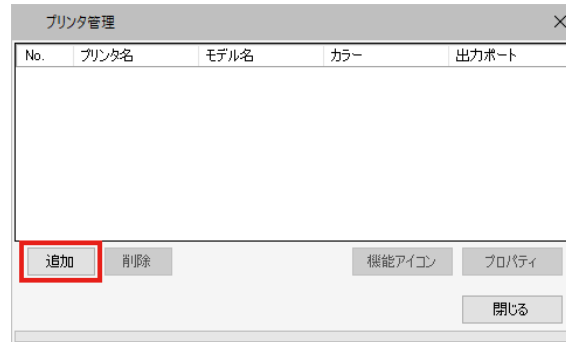 プリンタ管理
No. プリンタ名 モデル名 カラー 出力ポート
追加 削除 機能アイコン プロパティ
閉じる